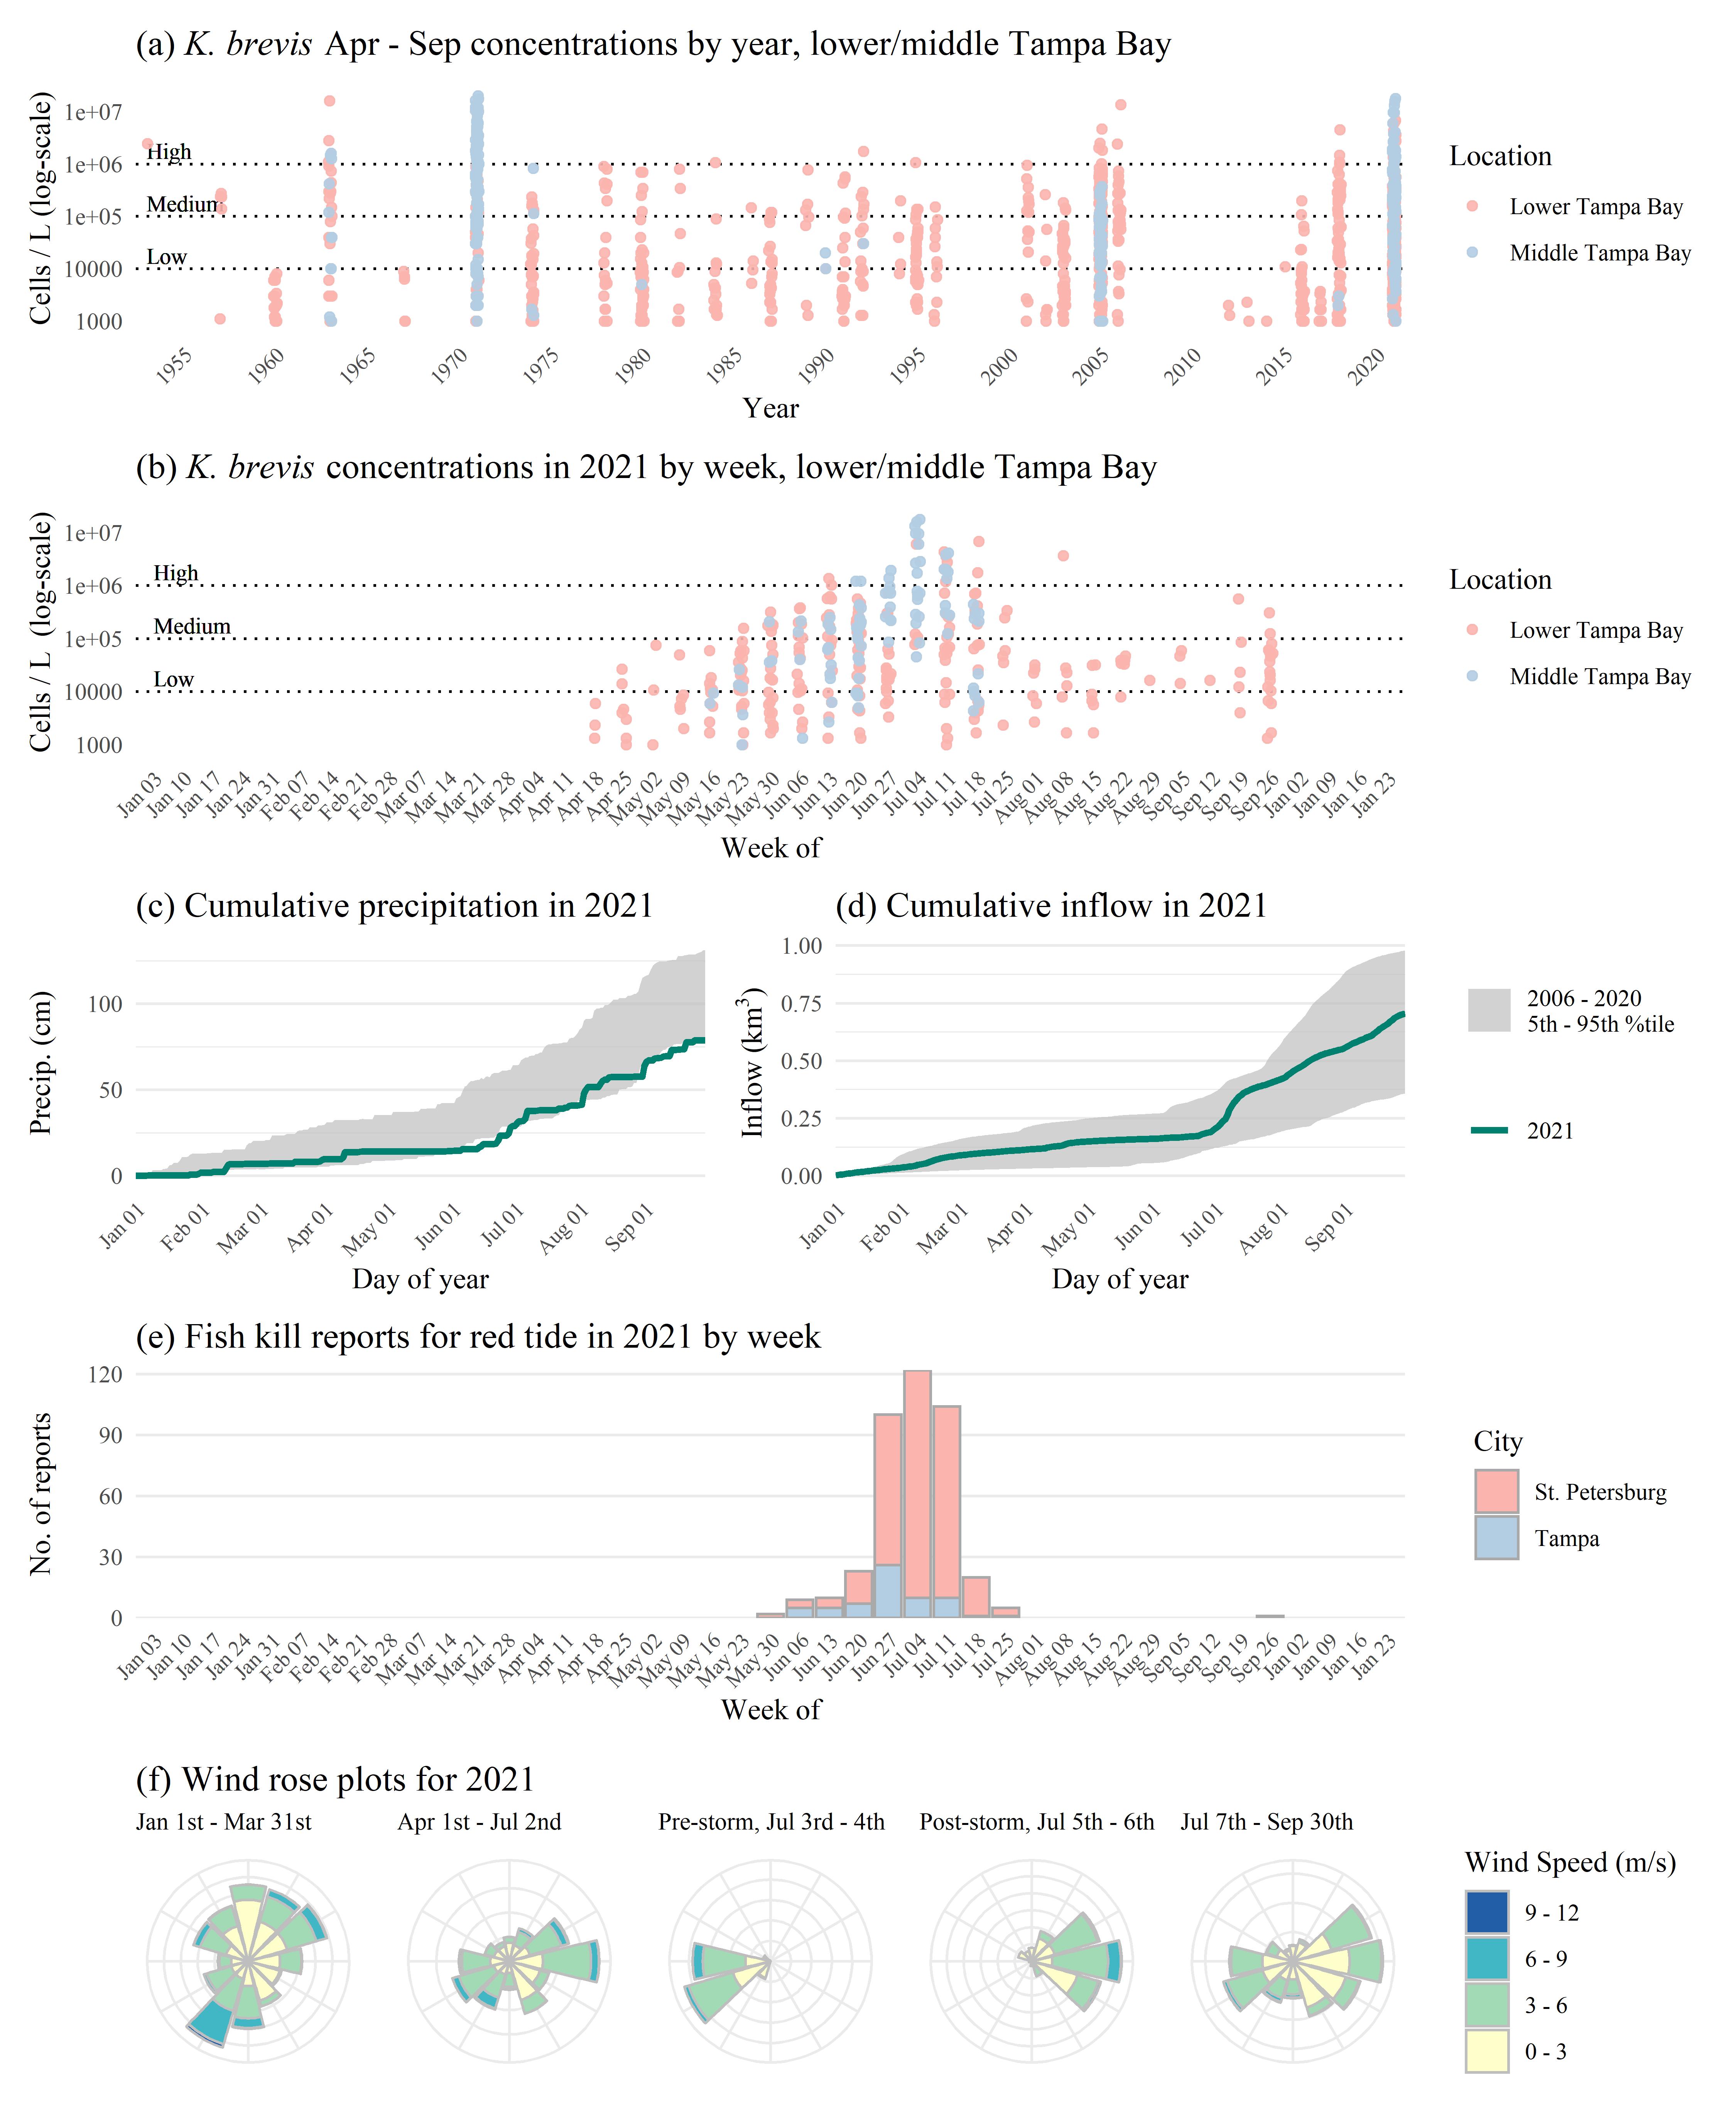 (a) K. brevis Apr - Sep concentrations by year, lower/middle Tampa Bay
Cells / L (log-scale)
1e+07
1e+06
1e+05
10000
1000
High
Medium
Low
1955
1960
1965
1970
1975
1980
1985
1990
1995
2000
2005
2010
2015
2020
Year
Location
Lower Tampa Bay
Middle Tampa Bay
(b) K. brevis concentrations in 2021 by week, lower/middle Tampa Bay
Cells / L (log-scale)
1e+07
1e+06
1e+05
10000
1000
High
Medium
Low
Jan 03
Jan 10
Jan 17
Jan 24
Jan 31
Feb 07
Feb 14
Feb 21
Feb 28
Mar 07
Mar 14
Mar 21
Mar 28
Apr 04
Apr 11
Apr 18
Apr 25
May 02
May 09
May 16
May 23
May 30
Jun 06
Jun 13
Jun 20
Jun 27
Jul 04
Jul 11
Jul 18
Jul 25
Aug 01
Aug 08
Aug 15
Aug 22
Aug 29
Sep 05
Sep 12
Sep 19
Sep 26
Jan 02
Jan 09
Jan 16
Jan 23
Week of
Location
Lower Tampa Bay
Middle Tampa Bay
(c) Cumulative precipitation in 2021
Precip. (cm)
100
50
0
Jan 01
Feb 01
Mar 01
Apr 01
May 01
Jun 01
Jul 01
Aug 01
Sep 01
Day of year
(d) Cumulative inflow in 2021
Inflow (km³)
1.00
0.75
0.50
0.25
0.00
Jan 01
Feb 01
Mar 01
Apr 01
May 01
Jun 01
Jul 01
Aug 01
Sep 01
Day of year
2006 - 2020
5th - 95th %tile
2021
(e) Fish kill reports for red tide in 2021 by week
No. of reports
120
90
60
30
0
Jan 03
Jan 10
Jan 17
Jan 24
Jan 31
Feb 07
Feb 14
Feb 21
Feb 28
Mar 07
Mar 14
Mar 21
Mar 28
Apr 04
Apr 11
Apr 18
Apr 25
May 02
May 09
May 16
May 23
May 30
Jun 06
Jun 13
Jun 20
Jun 27
Jul 04
Jul 11
Jul 18
Jul 25
Aug 01
Aug 08
Aug 15
Aug 22
Aug 29
Sep 05
Sep 12
Sep 19
Sep 26
Jan 02
Jan 09
Jan 16
Jan 23
Week of
City
St. Petersburg
Tampa
(f) Wind rose plots for 2021
Jan 1st - Mar 31st
Apr 1st - Jul 2nd
Pre-storm, Jul 3rd - 4th
Post-storm, Jul 5th - 6th
Jul 7th - Sep 30th
Wind Speed (m/s)
9 - 12
6 - 9
3 - 6
0 - 3